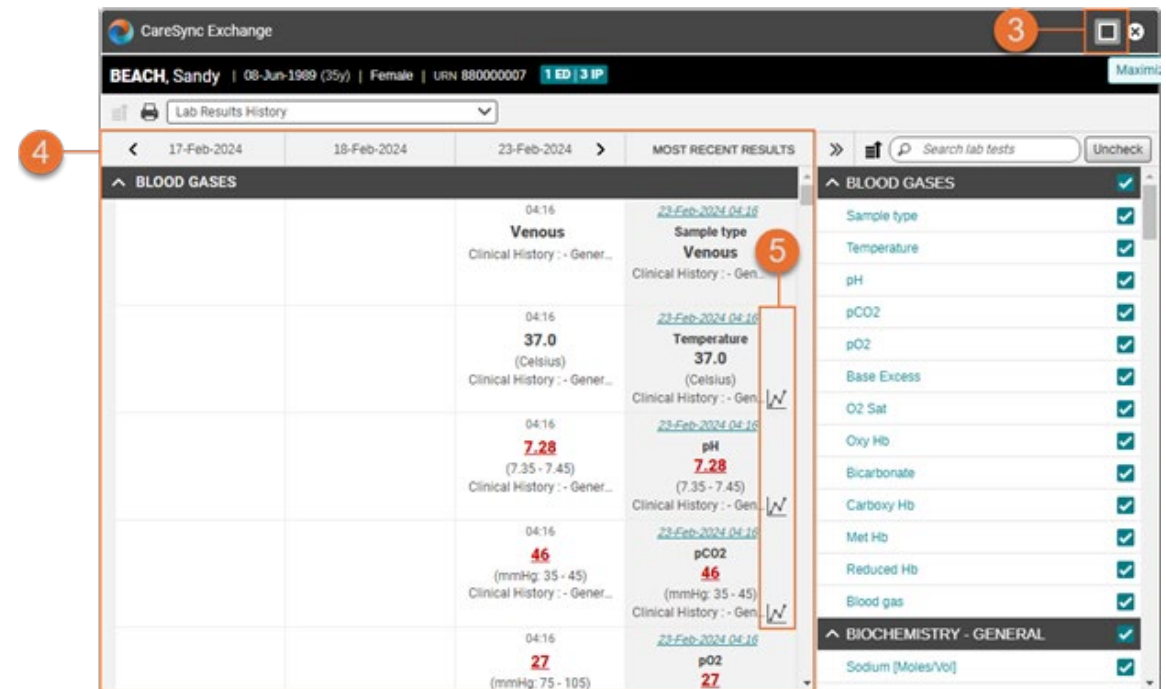 CareSync Exchange
3
BEACH, Sandy | 08-Jun-1989 (35y) | Female | URN 880000007 1 ED | 3 IP
Lab Results History
4
17-Feb-2024 18-Feb-2024 23-Feb-2024 MOST RECENT RESULTS
Search lab tests Uncheck
BLOOD GASES
04:16
Venous
Clinical History : - Gener...
23-Feb-2024 04:16
Sample type
Venous
Clinical History : - Gen...
5
04:16
37.0
(Celsius)
Clinical History : - Gener...
23-Feb-2024 04:16
Temperature
37.0
(Celsius)
Clinical History : - Gen...
04:16
7.28
(7.35 - 7.45)
Clinical History : - Gener...
23-Feb-2024 04:16
pH
7.28
(7.35 - 7.45)
Clinical History : - Gen...
04:16
46
(mmHg: 35 - 45)
Clinical History : - Gener...
23-Feb-2024 04:16
pCO2
46
(mmHg: 35 - 45)
Clinical History : - Gen...
04:16
27
(mmHg: 75 - 105)
23-Feb-2024 04:16
pO2
27
BLOOD GASES
Sample type
Temperature
pH
pCO2
pO2
Base Excess
O2 Sat
Oxy Hb
Bicarbonate
Carboxy Hb
Met Hb
Reduced Hb
Blood gas
BIOCHEMISTRY - GENERAL
Sodium [Moles/Vol]